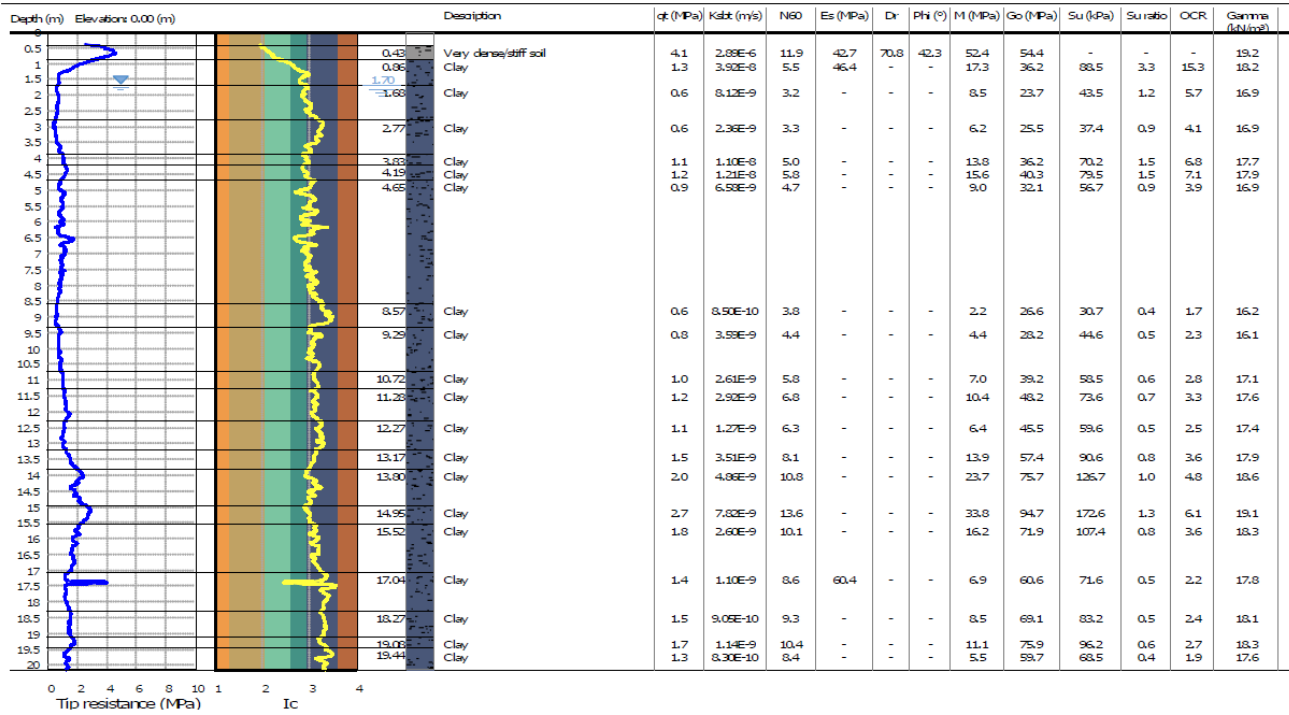 Depth (m) Elevation: 0.00 (m) Description qt (MPa) Ksbt (m/s) N60 Es (MPa) Dr Phi (°) M (MPa) Go (MPa) Su (kPa) Su ratio OCR Gamma (kN/m³)
0
0.5
1
1.5
2
2.5
3
3.5
4
4.5
5
5.5
6
6.5
7
7.5
8
8.5
9
9.5
10
10.5
11
11.5
12
12.5
13
13.5
14
14.5
15
15.5
16
16.5
17
17.5
18
18.5
19
19.5
20
1.70
0.43 Very dense/stiff soil 4.1 2.89E-6 11.9 42.7 70.8 42.3 52.4 54.4 - - - 19.2
0.86 Clay 1.3 3.92E-8 5.5 46.4 - - 17.3 36.2 88.5 3.3 15.3 18.2
1.68 Clay 0.6 8.12E-9 3.2 - - - 8.5 23.7 43.5 1.2 5.7 16.9
2.77 Clay 0.6 2.36E-9 3.3 - - - 6.2 25.5 37.4 0.9 4.1 16.9
3.83 Clay 1.1 1.10E-8 5.0 - - - 13.8 36.2 70.2 1.5 6.8 17.7
4.19 Clay 1.2 1.21E-8 5.8 - - - 15.6 40.3 79.5 1.5 7.1 17.9
4.65 Clay 0.9 6.58E-9 4.7 - - - 9.0 32.1 56.7 0.9 3.9 16.9
8.57 Clay 0.6 8.50E-10 3.8 - - - 2.2 26.6 30.7 0.4 1.7 16.2
9.29 Clay 0.8 3.59E-9 4.4 - - - 4.4 28.2 44.6 0.5 2.3 16.1
10.72 Clay 1.0 2.61E-9 5.8 - - - 7.0 39.2 58.5 0.6 2.8 17.1
11.28 Clay 1.2 2.92E-9 6.8 - - - 10.4 48.2 73.6 0.7 3.3 17.6
12.27 Clay 1.1 1.27E-9 6.3 - - - 6.4 45.5 59.6 0.5 2.5 17.4
13.17 Clay 1.5 3.51E-9 8.1 - - - 13.9 57.4 90.6 0.8 3.6 17.9
13.80 Clay 2.0 4.86E-9 10.8 - - - 23.7 75.7 126.7 1.0 4.8 18.6
14.95 Clay 2.7 7.82E-9 13.6 - - - 33.8 94.7 172.6 1.3 6.1 19.1
15.52 Clay 1.8 2.60E-9 10.1 - - - 16.2 71.9 107.4 0.8 3.6 18.3
17.04 Clay 1.4 1.10E-9 8.6 60.4 - - 6.9 60.6 71.6 0.5 2.2 17.8
18.27 Clay 1.5 9.05E-10 9.3 - - - 8.5 69.1 83.2 0.5 2.4 18.1
19.08 Clay 1.7 1.14E-9 10.4 - - - 11.1 75.9 96.2 0.6 2.7 18.3
19.44 Clay 1.3 8.30E-10 8.4 - - - 5.5 59.7 68.5 0.4 1.9 17.6
0 2 4 6 8 10 1 2 3 4
Tip resistance (MPa) Ic